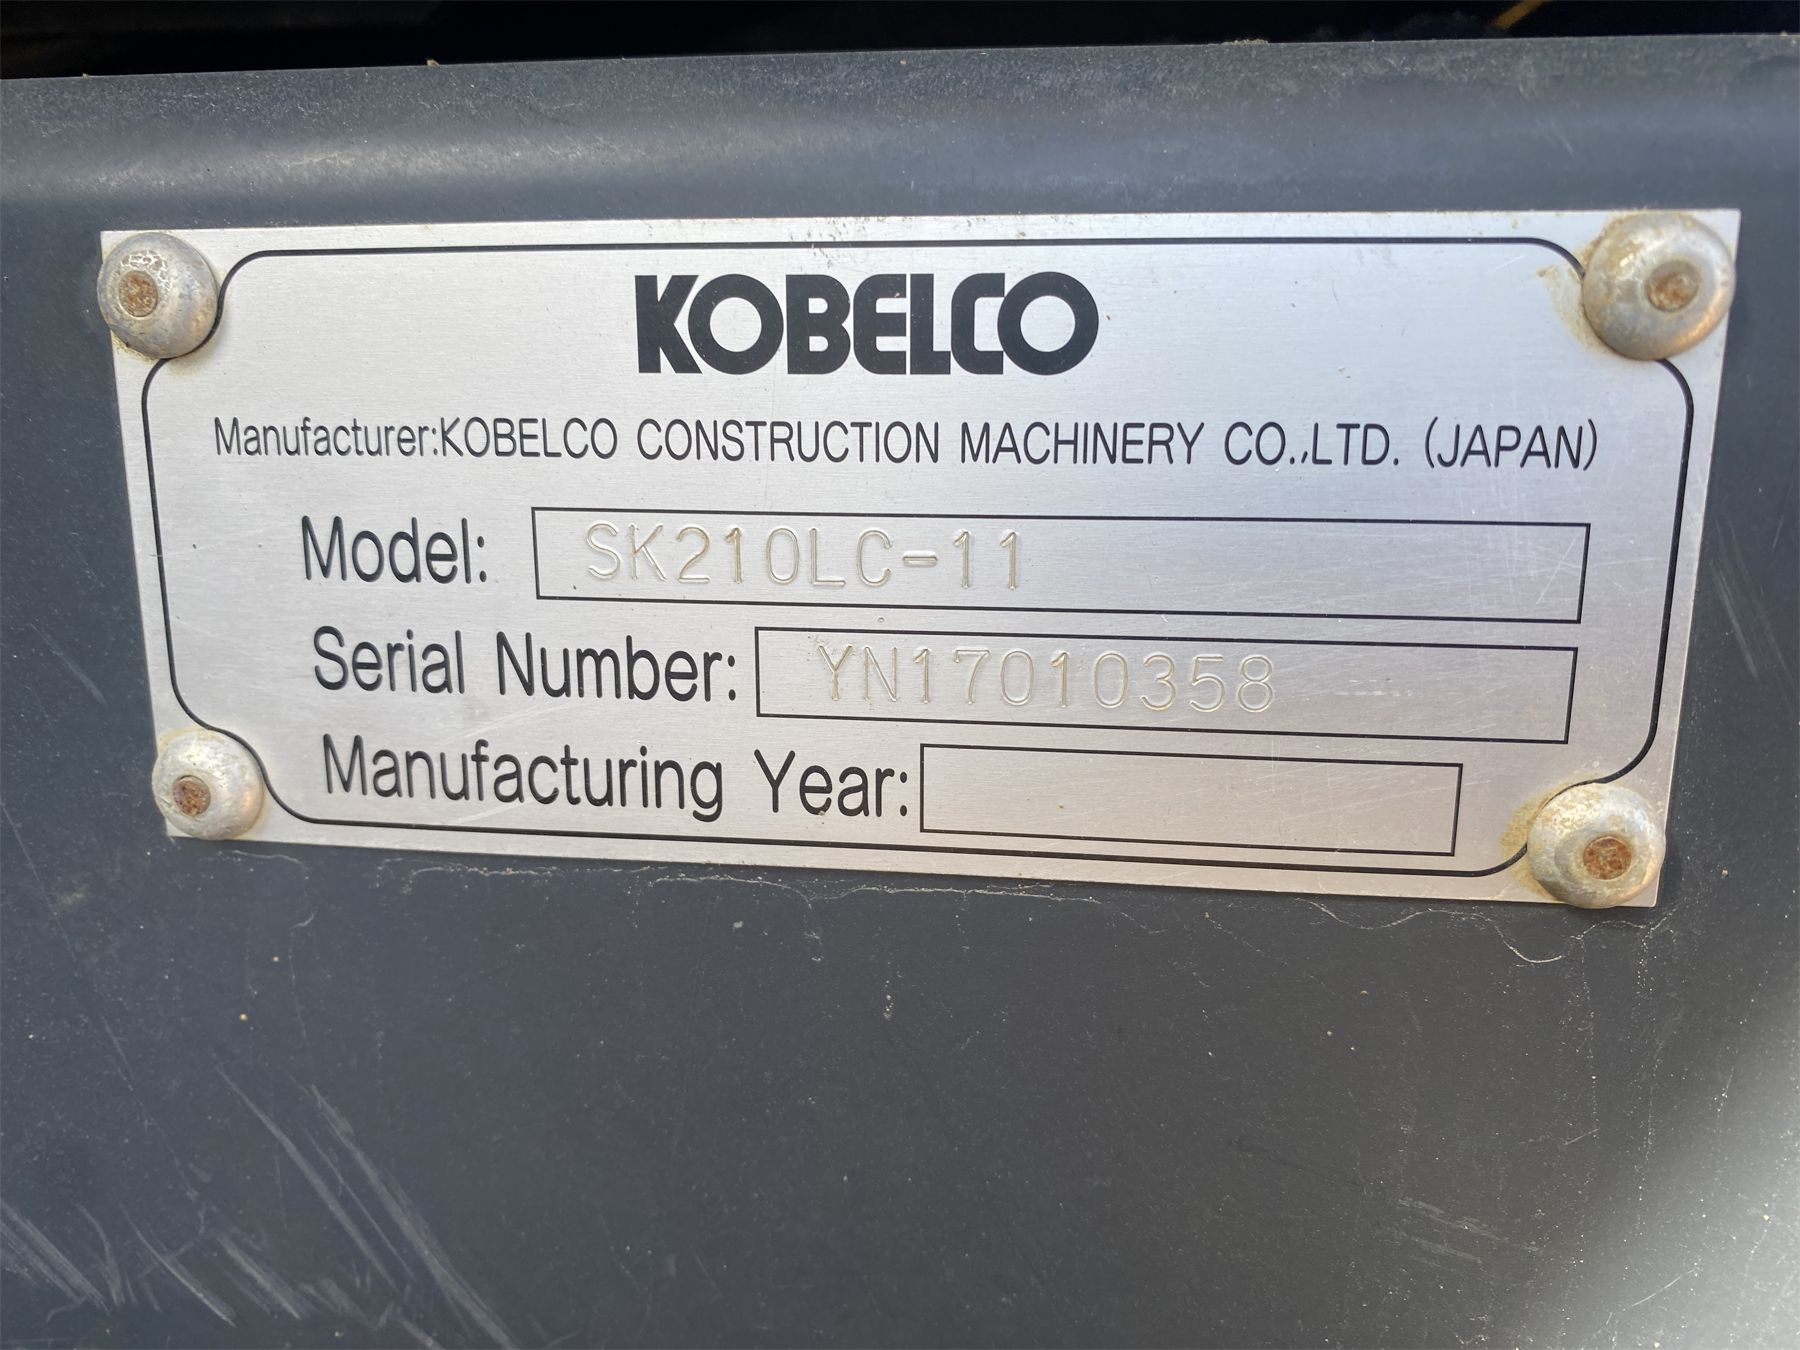 KOBELCO
Manufacturer:KOBELCO CONSTRUCTION MACHINERY CO.,LTD. (JAPAN)
Model: SK210LC-11
Serial Number: YN17010358
Manufacturing Year: